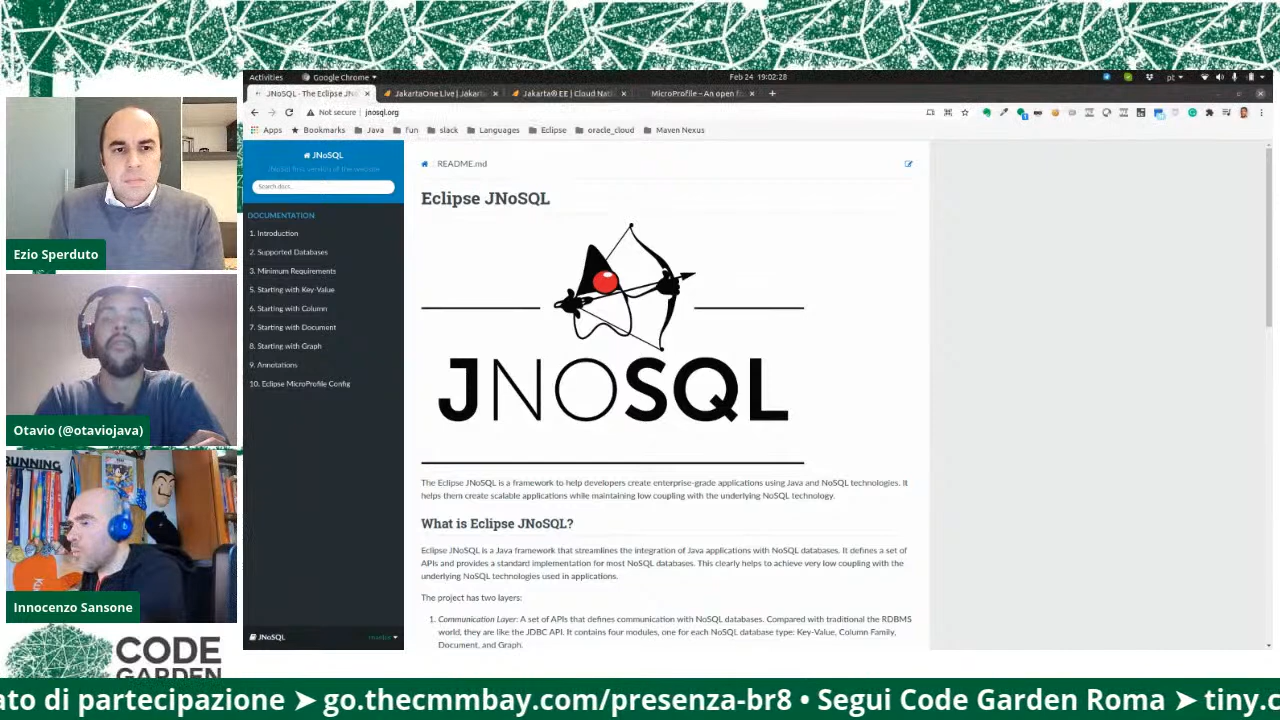 Activities
Google Chrome
Feb 24 19:02:28
pt
JNoSQL - The Eclipse JNo
JakartaOne Live | Jakarta
Jakarta® EE | Cloud Nati
MicroProfile – An open f
Not secure | jnosql.org
Apps
Bookmarks
Java
fun
slack
Languages
Eclipse
oracle_cloud
Maven Nexus
JNoSQL
JNoSql first version of the website
Search docs...
DOCUMENTATION
1. Introduction
2. Supported Databases
3. Minimum Requirements
5. Starting with Key-Value
6. Starting with Column
7. Starting with Document
8. Starting with Graph
9. Annotations
10. Eclipse MicroProfile Config
JNoSQL
README.md
Eclipse JNoSQL
JNOSQL
The Eclipse JNoSQL is a framework to help developers create enterprise-grade applications using Java and NoSQL technologies. It
helps them create scalable applications while maintaining low coupling with the underlying NoSQL technology.
What is Eclipse JNoSQL?
Eclipse JNoSQL is a Java framework that streamlines the integration of Java applications with NoSQL databases. It defines a set of
APIs and provides a standard implementation for most NoSQL databases. This clearly helps to achieve very low coupling with the
underlying NoSQL technologies used in applications.
The project has two layers:
1. Communication Layer: A set of APIs that defines communication with NoSQL databases. Compared with traditional the RDBMS
world, they are like the JDBC API. It contains four modules, one for each NoSQL database type: Key-Value, Column Family,
Document, and Graph.
Ezio Sperduto
Otavio (@otaviojava)
RUNNING
Innocenzo Sansone
CODE
GARDEN
ato di partecipazione ➤ go.thecmmbay.com/presenza-br8 • Segui Code Garden Roma ➤ tiny.c